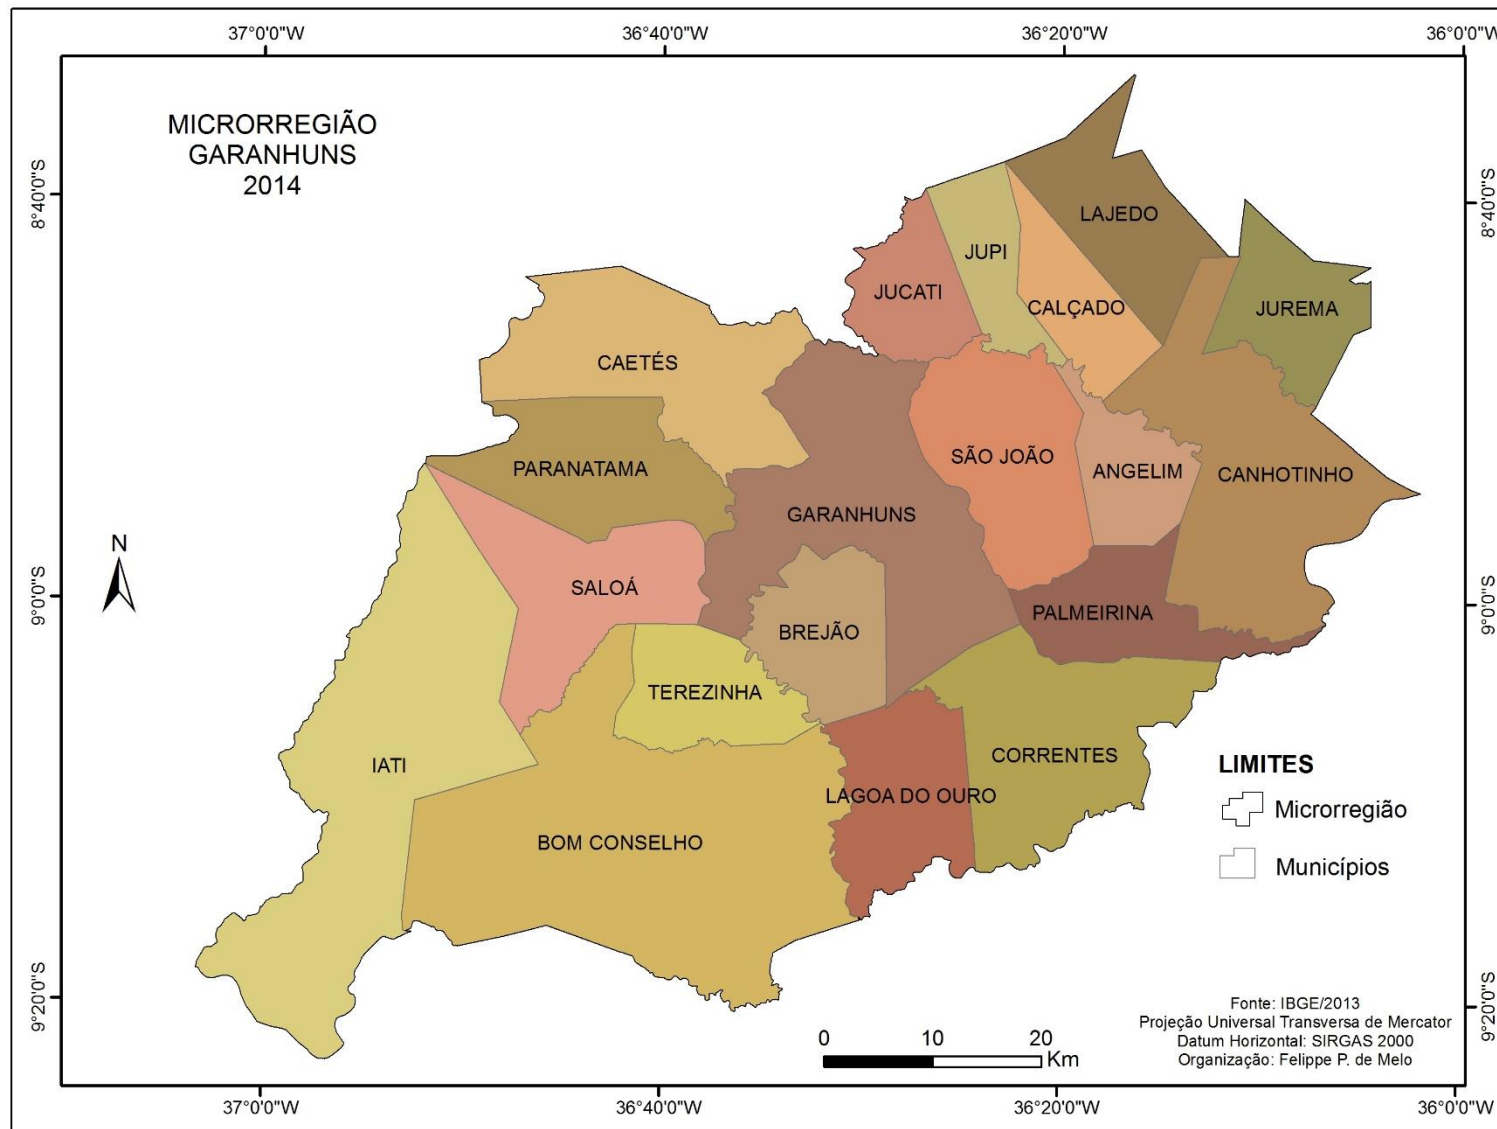 37°0'0"W
36°40'0"W
36°20'0"W
36°0'0"W
MICRORREGIÃO
GARANHUNS
2014
8°40'0"S
8°40'0"S
LAJEDO
JUPI
JUCATI
CALÇADO
JUREMA
CAETÉS
PARANATAMA
SÃO JOÃO
ANGELIM
CANHOTINHO
GARANHUNS
N
SALOÁ
9°0'0"S
9°0'0"S
PALMEIRINA
BREJÃO
TEREZINHA
IATI
CORRENTES
LAGOA DO OURO
BOM CONSELHO
LIMITES
Microrregião
Municípios
9°20'0"S
9°20'0"S
Fonte: IBGE/2013
Projeção Universal Transversa de Mercator
Datum Horizontal: SIRGAS 2000
Organização: Felippe P. de Melo
0 10 20
Km
37°0'0"W
36°40'0"W
36°20'0"W
36°0'0"W